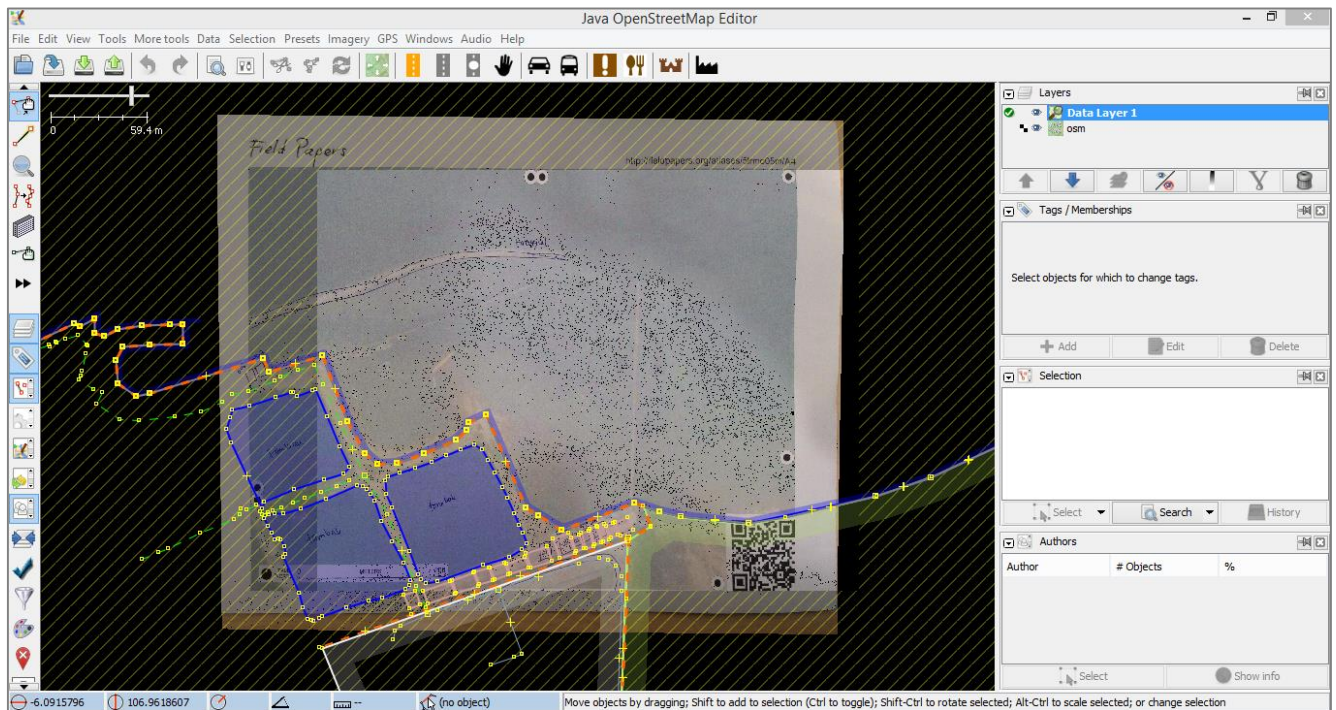 Java OpenStreetMap Editor
File Edit View Tools More tools Data Selection Presets Imagery GPS Windows Audio Help
0 59.4 m
Field Papers
Layers
Data Layer 1
osm
Tags / Memberships
Select objects for which to change tags.
Add Edit Delete
Selection
Select Search History
Authors
Author # Objects %
Select Show info
-6.0915796 106.9618607 -- (no object) Move objects by dragging; Shift to add to selection (Ctrl to toggle); Shift-Ctrl to rotate selected; Alt-Ctrl to scale selected; or change selection